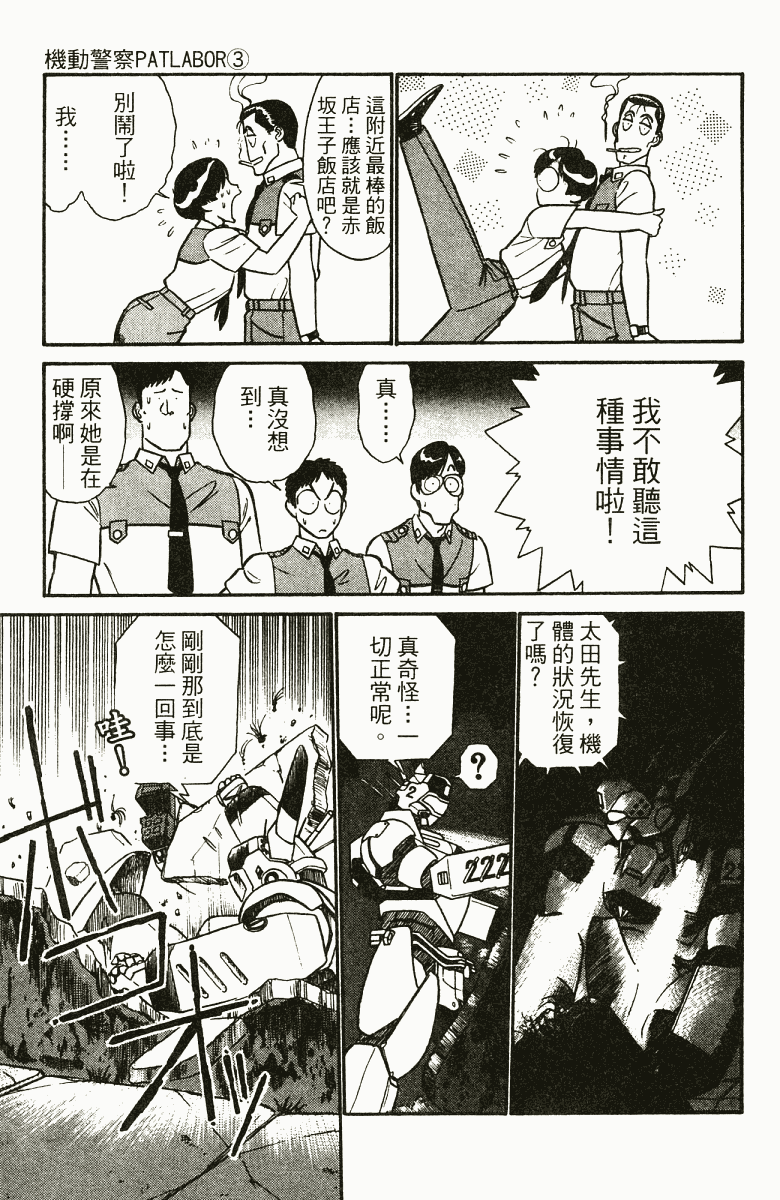 機動警察PATLABOR③
這附近最棒的飯
店…應該就是赤
坂王子飯店吧？
別鬧了啦！
我……
我不敢聽這
種事情啦！
真……
真沒想
到…
原來她是在
硬撐啊——
太田先生，機
體的狀況恢復
了嗎？
真奇怪…一
切正常呢。
？
2
222
剛剛那到底是
怎麼一回事…
哇！